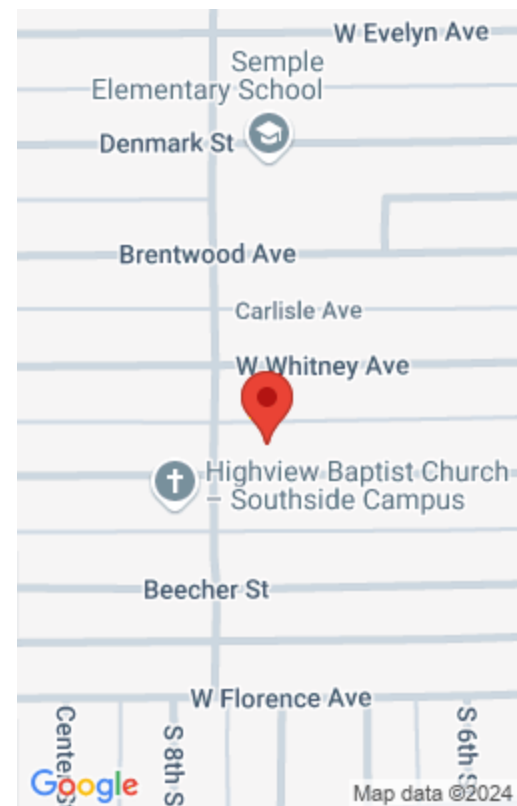 W Evelyn Ave
Semple
Elementary School
Denmark St
Brentwood Ave
Carlisle Ave
W Whitney Ave
Highview Baptist Church
– Southside Campus
Beecher St
W Florence Ave
Center S
S 8th S
S 6th S
Google
Map data ©2024